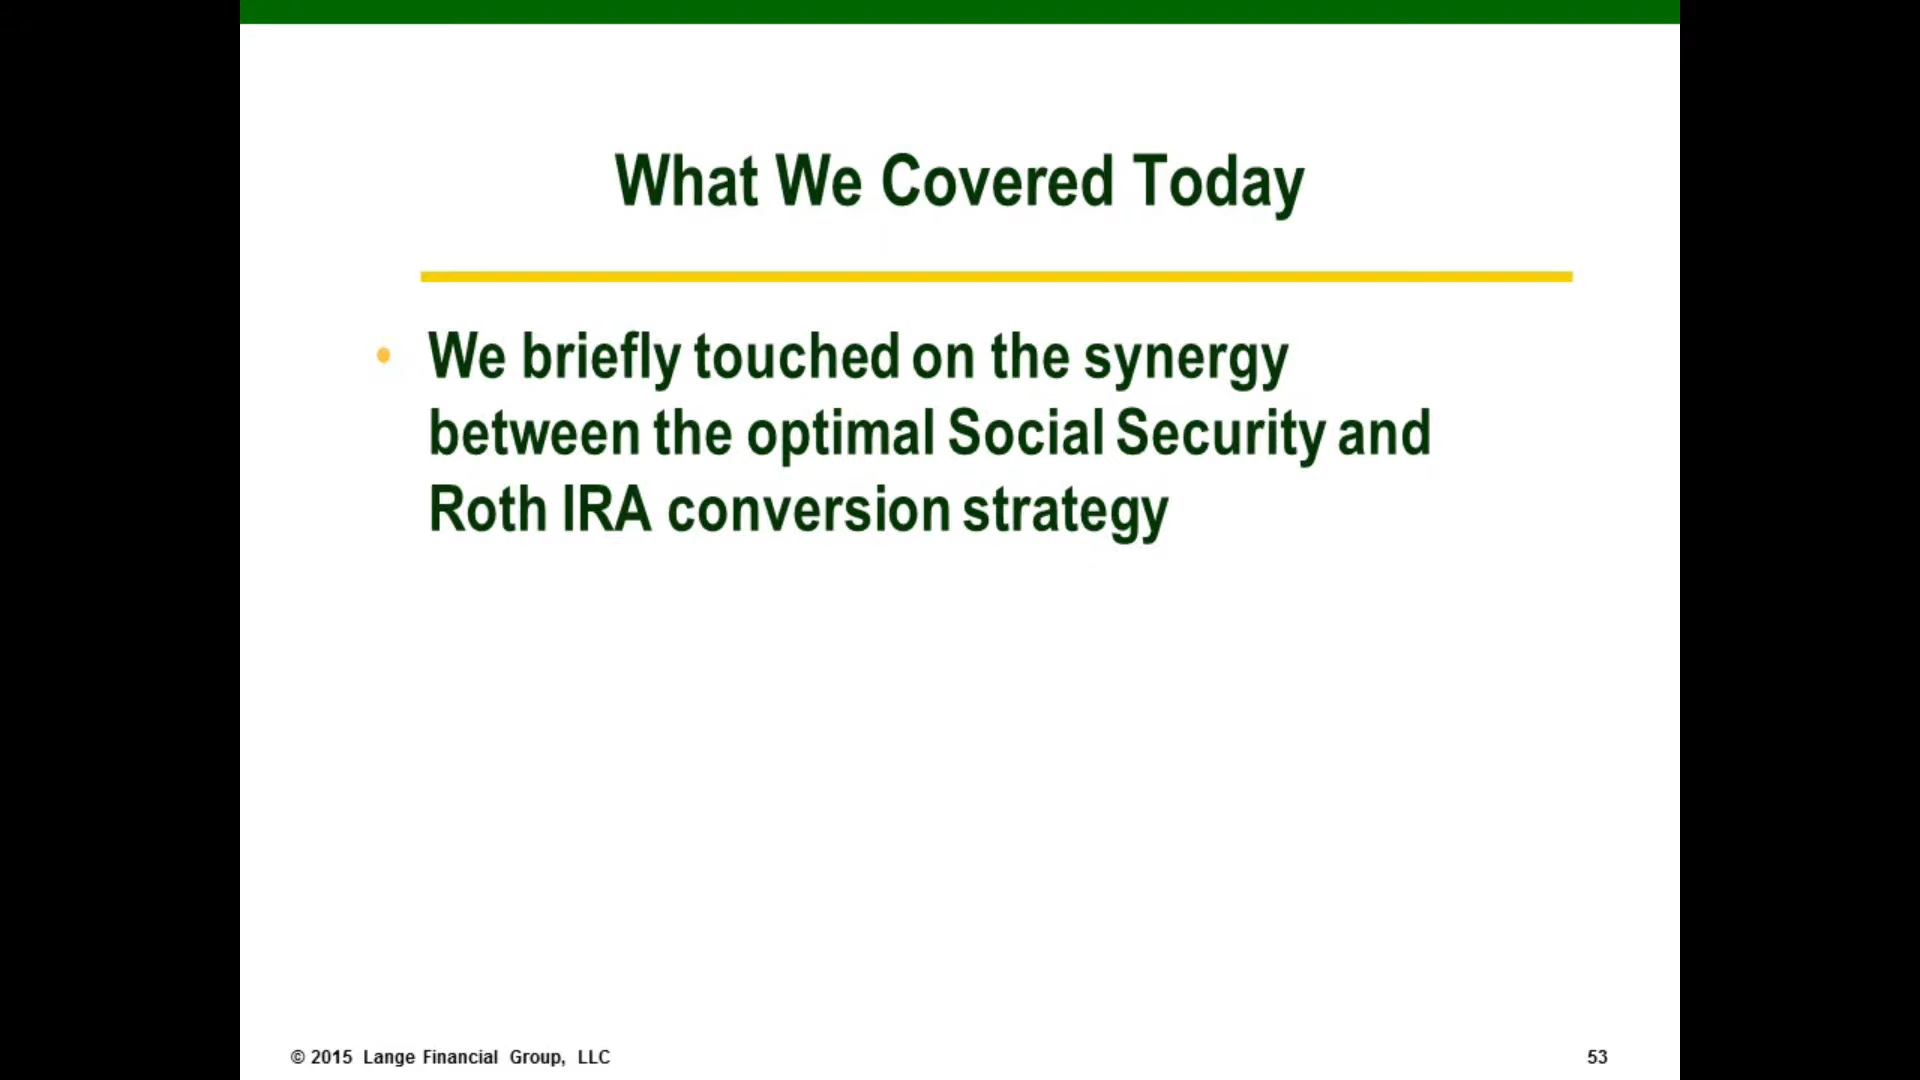 What We Covered Today
• We briefly touched on the synergy
between the optimal Social Security and
Roth IRA conversion strategy
© 2015 Lange Financial Group, LLC
53